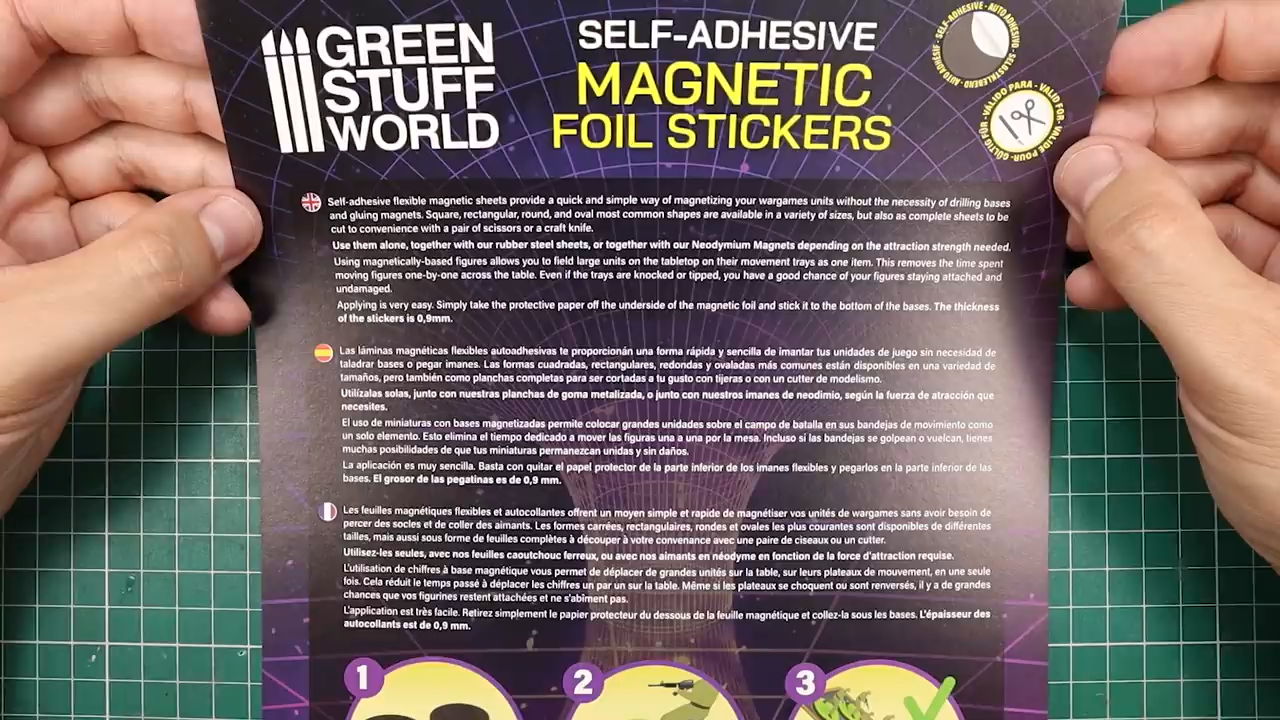 GREEN
STUFF
WORLD
SELF-ADHESIVE
MAGNETIC
FOIL STICKERS
SELF-ADHESIVE - AUTOADHESIVO - SELBSTKLEBEND - AUTOADHÉSIF -
VÁLIDO PARA - VALID FOR - VALIDE POUR - GÜLTIG FÜR -
Self-adhesive flexible magnetic sheets provide a quick and simple way of magnetizing your wargames units without the necessity of drilling bases
and gluing magnets. Square, rectangular, round, and oval most common shapes are available in a variety of sizes, but also as complete sheets to be
cut to convenience with a pair of scissors or a craft knife.
Use them alone, together with our rubber steel sheets, or together with our Neodymium Magnets depending on the attraction strength needed.
Using magnetically-based figures allows you to field large units on the tabletop on their movement trays as one item. This removes the time spent
moving figures one-by-one across the table. Even if the trays are knocked or tipped, you have a good chance of your figures staying attached and
undamaged.
Applying is very easy. Simply take the protective paper off the underside of the magnetic foil and stick it to the bottom of the bases. The thickness
of the stickers is 0,9mm.
Las láminas magnéticas flexibles autoadhesivas te proporcionán una forma rápida y sencilla de imantar tus unidades de juego sin necesidad de
taladrar bases o pegar imanes. Las formas cuadradas, rectangulares, redondas y ovaladas más comunes están disponibles en una variedad de
tamaños, pero también como planchas completas para ser cortadas a tu gusto con tijeras o con un cutter de modelismo.
Utilízalas solas, junto con nuestras planchas de goma metalizada, o junto con nuestros imanes de neodimio, según la fuerza de atracción que
necesites.
El uso de miniaturas con bases magnetizadas permite colocar grandes unidades sobre el campo de batalla en sus bandejas de movimiento como
un solo elemento. Esto elimina el tiempo dedicado a mover las figuras una a una por la mesa. Incluso si las bandejas se golpean o vuelcan, tienes
muchas posibilidades de que tus miniaturas permanezcan unidas y sin daños.
La aplicación es muy sencilla. Basta con quitar el papel protector de la parte inferior de los imanes flexibles y pegarlos en la parte inferior de las
bases. El grosor de las pegatinas es de 0,9 mm.
Les feuilles magnétiques flexibles et autocollantes offrent un moyen simple et rapide de magnétiser vos unités de wargames sans avoir besoin de
percer des socles et de coller des aimants. Les formes carrées, rectangulaires, rondes et ovales les plus courantes sont disponibles de différentes
tailles, mais aussi sous forme de feuilles complètes à découper à votre convenance avec une paire de ciseaux ou un cutter.
Utilisez-les seules, avec nos feuilles caoutchouc ferreux, ou avec nos aimants en néodyme en fonction de la force d'attraction requise.
L'utilisation de chiffres à base magnétique vous permet de déplacer de grandes unités sur la table, sur leurs plateaux de mouvement, en une seule
fois. Cela réduit le temps passé à déplacer les chiffres un par un sur la table. Même si les plateaux se choquent ou sont renversés, il y a de grandes
chances que vos figurines restent attachées et ne s'abîment pas.
L'application est très facile. Retirez simplement le papier protecteur du dessous de la feuille magnétique et collez-la sous les bases. L'épaisseur des
autocollants est de 0,9 mm.
1
2
3